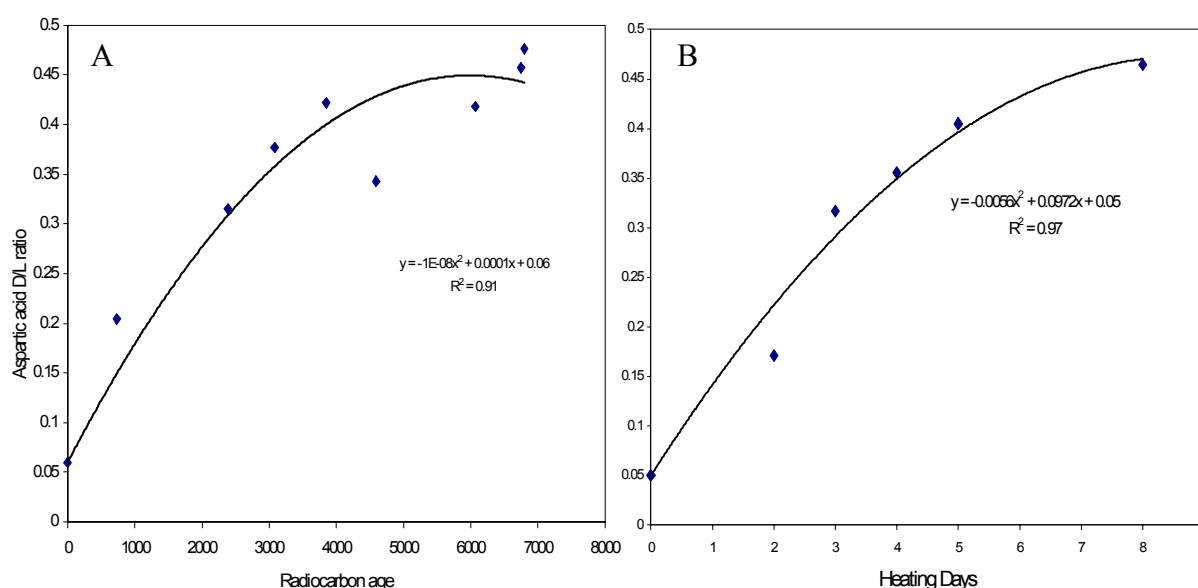 A
0.5
0.45
0.4
0.35
0.3
0.25
0.2
0.15
0.1
0.05
0
Aspartic acid D/L ratio
y = -1E-08x² + 0.0001x + 0.06
R² = 0.91
0 1000 2000 3000 4000 5000 6000 7000 8000
Radiocarbon age
B
0.5
0.45
0.4
0.35
0.3
0.25
0.2
0.15
0.1
0.05
0
y = -0.0056x² + 0.0972x + 0.05
R² = 0.97
0 1 2 3 4 5 6 7 8
Heating Days